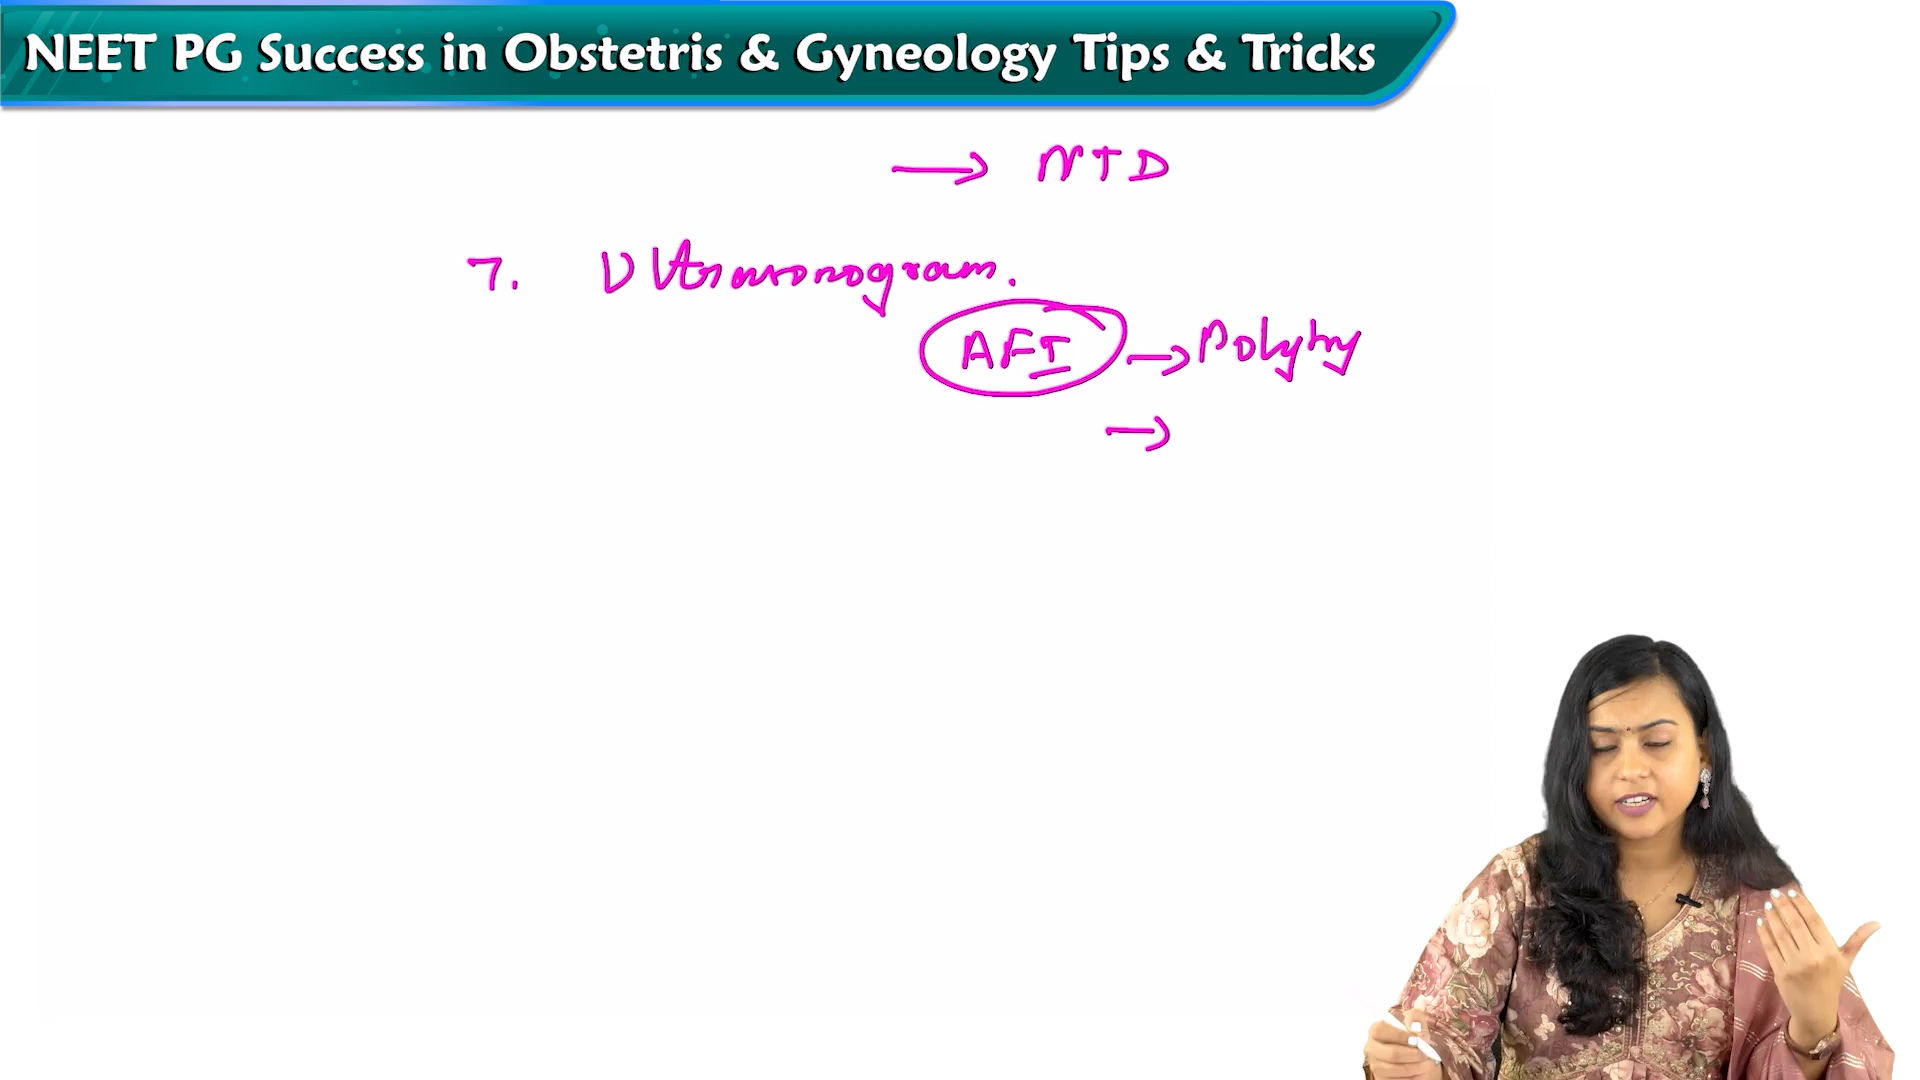 NEET PG Success in Obstetris & Gyneology Tips & Tricks
→ NTD
7. Ultrasonogram.
AFI → Polyhy
→